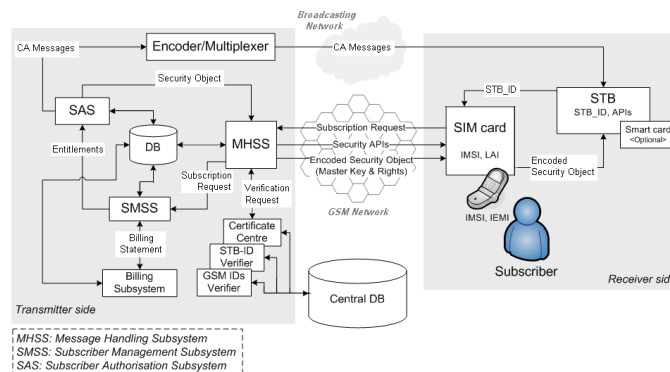 Broadcasting
Network
CA Messages
Encoder/Multiplexer
CA Messages
Security Object
SAS
STB_ID
STB
STB_ID, APIs
Smart card
<Optional>
Entitlements
DB
MHSS
Subscription Request
Security APIs
Encoded Security Object
(Master Key & Rights)
GSM Network
SIM card
IMSI, LAI
Encoded
Security Object
Subscription
Request
Verification
Request
SMSS
IMSI, IEMI
Billing
Statement
Certificate
Centre
STB-ID
Verifier
GSM IDs
Verifier
Billing
Subsystem
Central DB
Subscriber
Transmitter side
Receiver sid
MHSS: Message Handling Subsystem
SMSS: Subscriber Management Subsystem
SAS: Subscriber Authorisation Subsystem